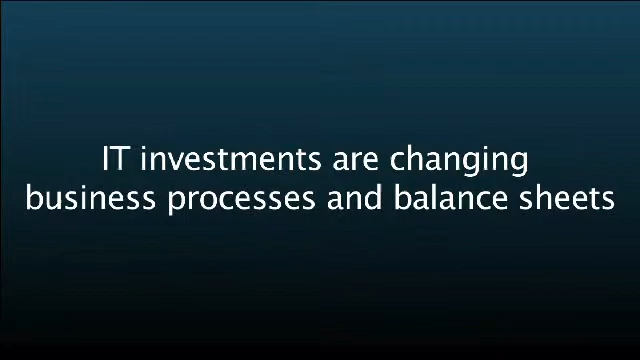 IT investments are changing
business processes and balance sheets